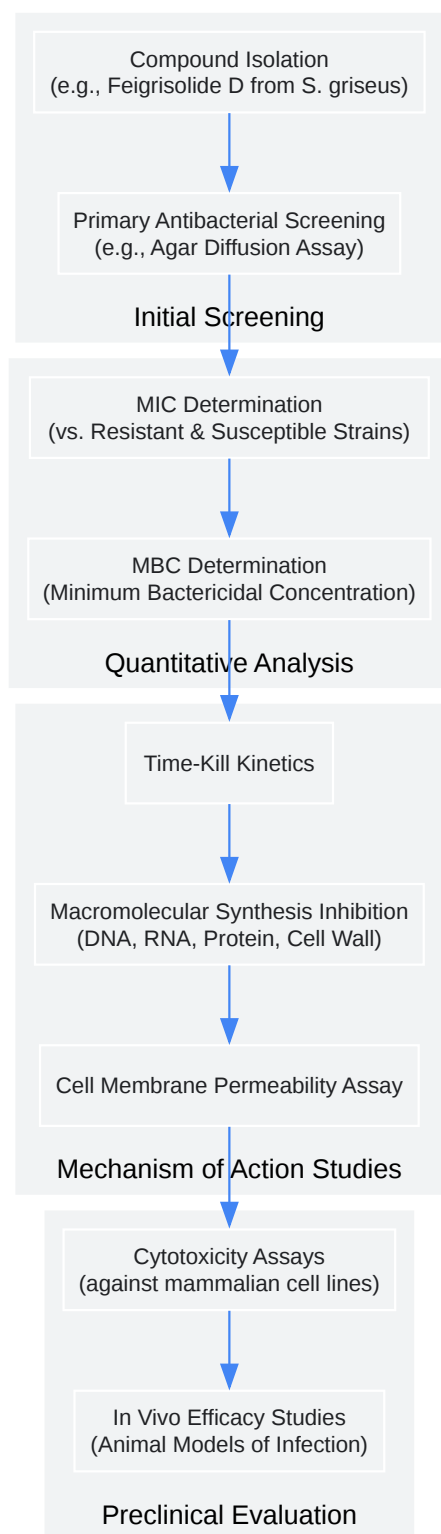 Compound Isolation
(e.g., Feigrisolide D from S. griseus)
Primary Antibacterial Screening
(e.g., Agar Diffusion Assay)
Initial Screening
MIC Determination
(vs. Resistant & Susceptible Strains)
MBC Determination
(Minimum Bactericidal Concentration)
Quantitative Analysis
Time-Kill Kinetics
Macromolecular Synthesis Inhibition
(DNA, RNA, Protein, Cell Wall)
Cell Membrane Permeability Assay
Mechanism of Action Studies
Cytotoxicity Assays
(against mammalian cell lines)
In Vivo Efficacy Studies
(Animal Models of Infection)
Preclinical Evaluation